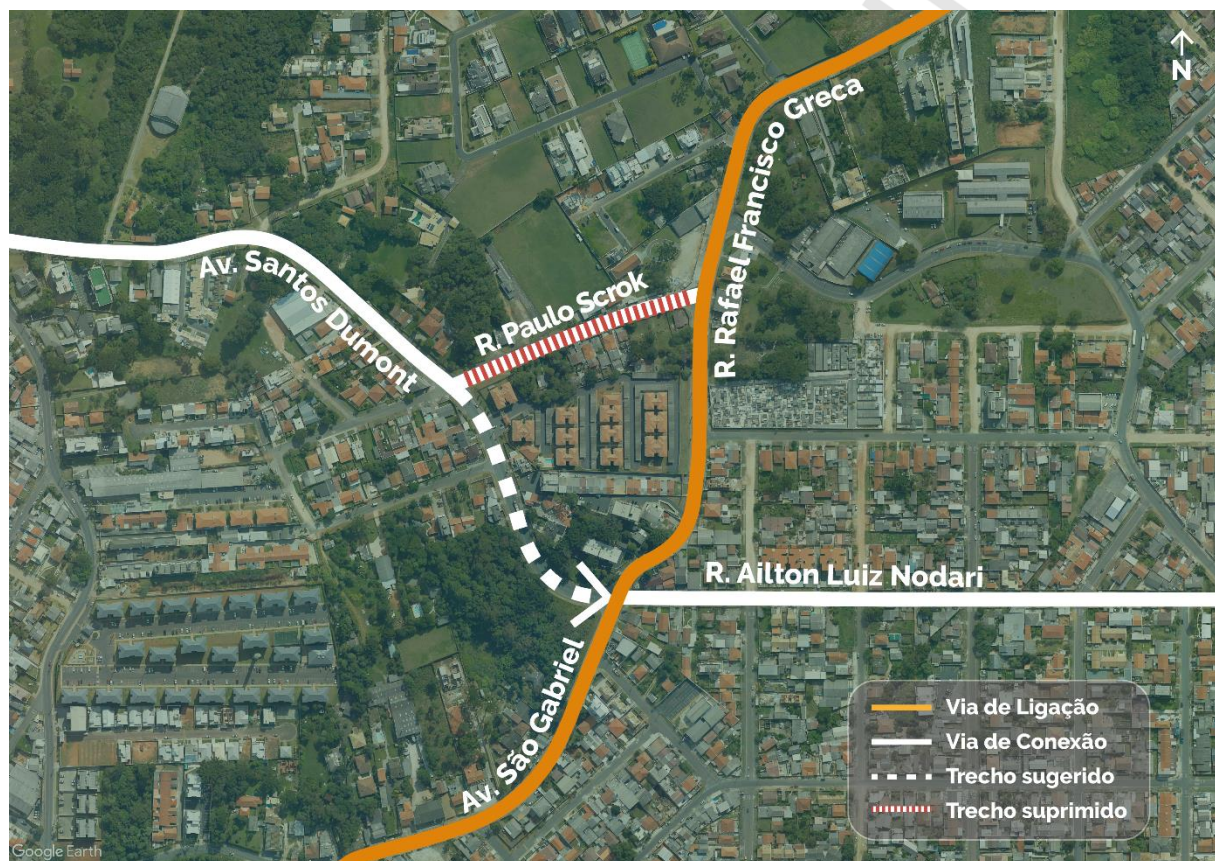 N
R. Rafael Francisco Greca
Av. Santos Dumont
R. Paulo Scrok
R. Ailton Luiz Nodari
Av. São Gabriel
Via de Ligação
Via de Conexão
Trecho sugerido
Trecho suprimido
Google Earth